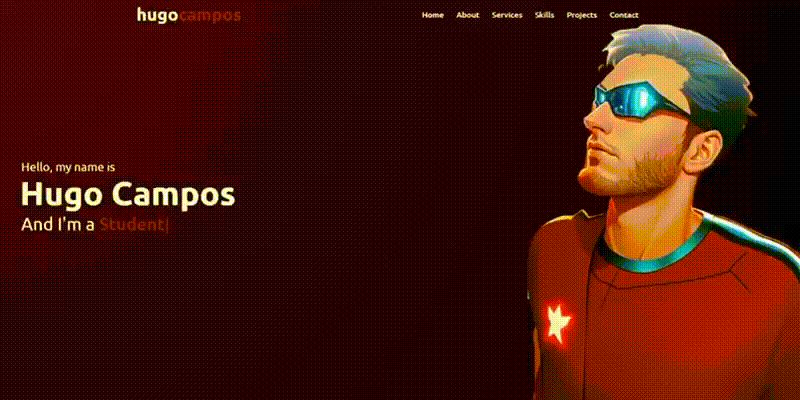 hugocampos
Home About Services Skills Projects Contact
Hello, my name is
Hugo Campos
And I'm a Student|